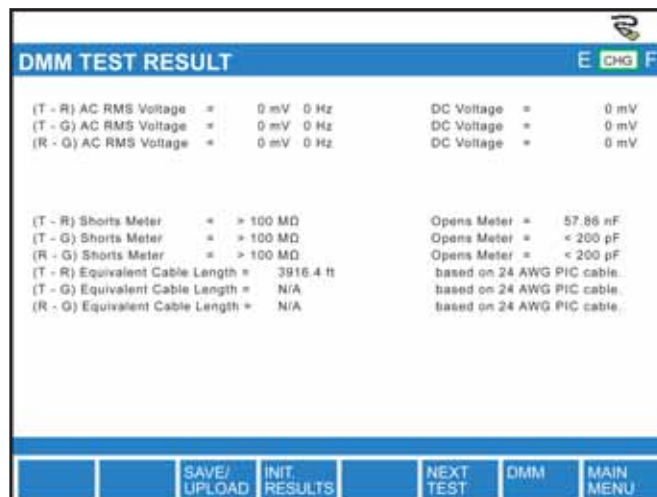 DMM TEST RESULT E CHG F
(T - R) AC RMS Voltage = 0 mV 0 Hz DC Voltage = 0 mV
(T - G) AC RMS Voltage = 0 mV 0 Hz DC Voltage = 0 mV
(R - G) AC RMS Voltage = 0 mV 0 Hz DC Voltage = 0 mV
(T - R) Shorts Meter = > 100 MΩ Opens Meter = 57.86 nF
(T - G) Shorts Meter = > 100 MΩ Opens Meter = < 200 pF
(R - G) Shorts Meter = > 100 MΩ Opens Meter = < 200 pF
(T - R) Equivalent Cable Length = 3916.4 ft based on 24 AWG PIC cable.
(T - G) Equivalent Cable Length = N/A based on 24 AWG PIC cable.
(R - G) Equivalent Cable Length = N/A based on 24 AWG PIC cable.
SAVE/ INIT. NEXT DMM MAIN
UPLOAD RESULTS TEST MENU